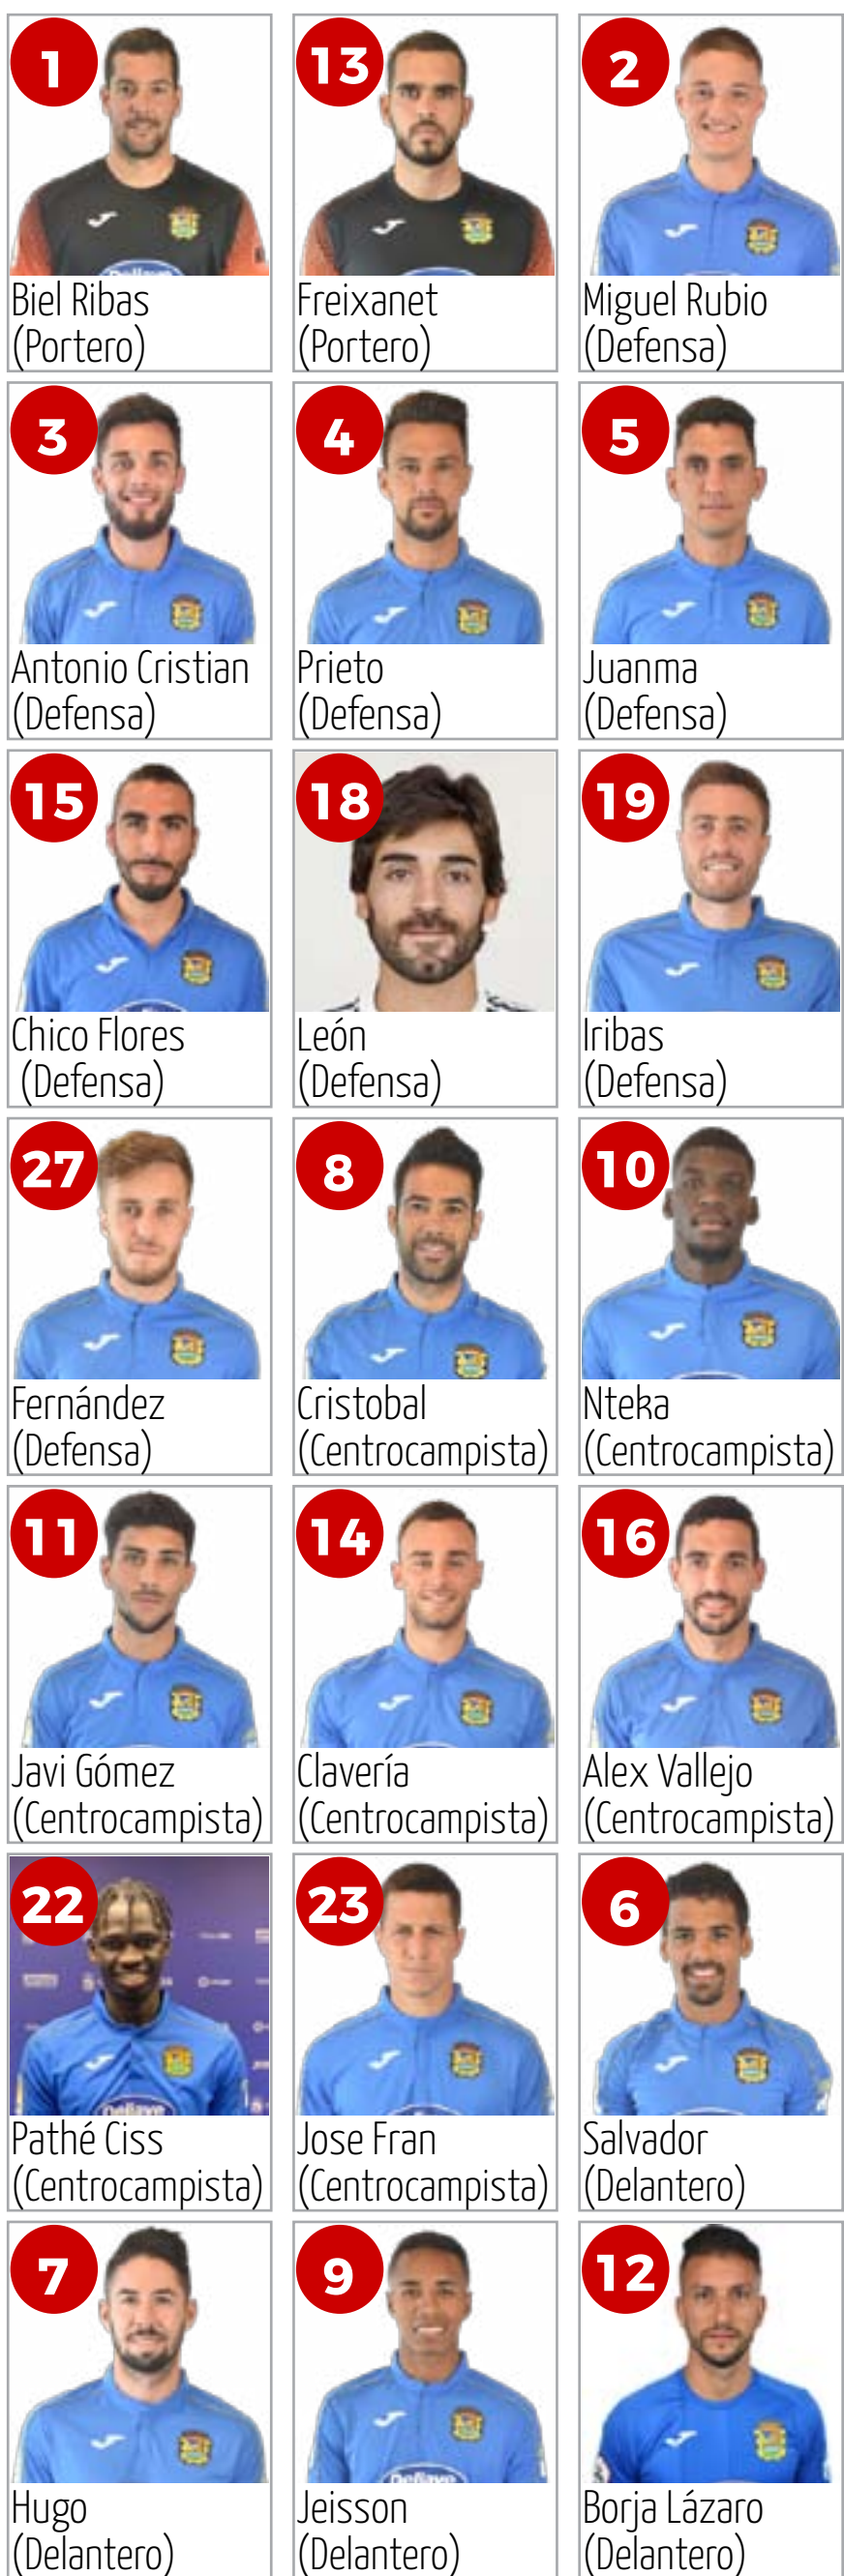 1
Biel Ribas
(Portero)
13
Freixanet
(Portero)
2
Miguel Rubio
(Defensa)
3
Antonio Cristian
(Defensa)
4
Prieto
(Defensa)
5
Juanma
(Defensa)
15
Chico Flores
(Defensa)
18
León
(Defensa)
19
Iribas
(Defensa)
27
Fernández
(Defensa)
8
Cristobal
(Centrocampista)
10
Nteka
(Centrocampista)
11
Javi Gómez
(Centrocampista)
14
Clavería
(Centrocampista)
16
Alex Vallejo
(Centrocampista)
22
Pathé Ciss
(Centrocampista)
23
Jose Fran
(Centrocampista)
6
Salvador
(Delantero)
7
Hugo
(Delantero)
9
Jeisson
(Delantero)
12
Borja Lázaro
(Delantero)